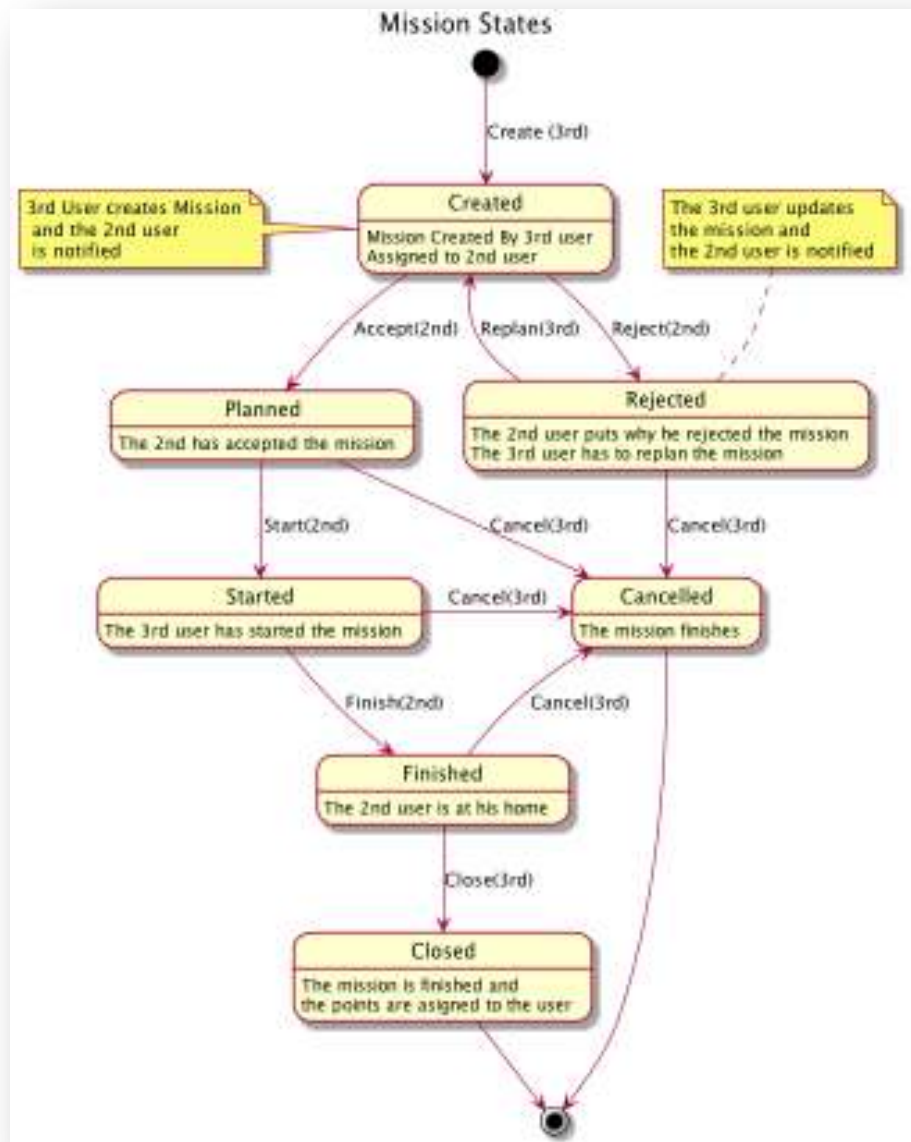 Mission States
Create (3rd)
3rd User creates Mission
and the 2nd user
is notified
Created
Mission Created By 3rd user
Assigned to 2nd user
The 3rd user updates
the mission and
the 2nd user is notified
Accept(2nd)
Replan(3rd)
Reject(2nd)
Planned
The 2nd has accepted the mission
Rejected
The 2nd user puts why he rejected the mission
The 3rd user has to replan the mission
Start(2nd)
Cancel(3rd)
Cancel(3rd)
Started
The 3rd user has started the mission
Cancel(3rd)
Cancelled
The mission finishes
Finish(2nd)
Cancel(3rd)
Finished
The 2nd user is at his home
Close(3rd)
Closed
The mission is finished and
the points are asigned to the user